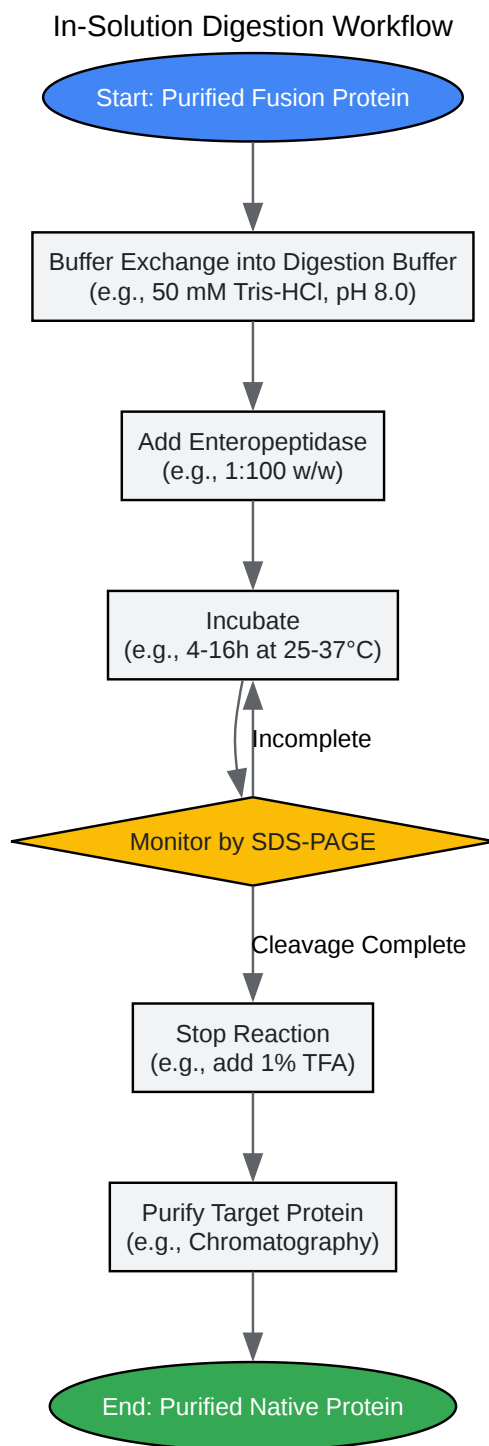 In-Solution Digestion Workflow
Start: Purified Fusion Protein
Buffer Exchange into Digestion Buffer
(e.g., 50 mM Tris-HCl, pH 8.0)
Add Enteropeptidase
(e.g., 1:100 w/w)
Incubate
(e.g., 4-16h at 25-37°C)
Incomplete
Monitor by SDS-PAGE
Cleavage Complete
Stop Reaction
(e.g., add 1% TFA)
Purify Target Protein
(e.g., Chromatography)
End: Purified Native Protein